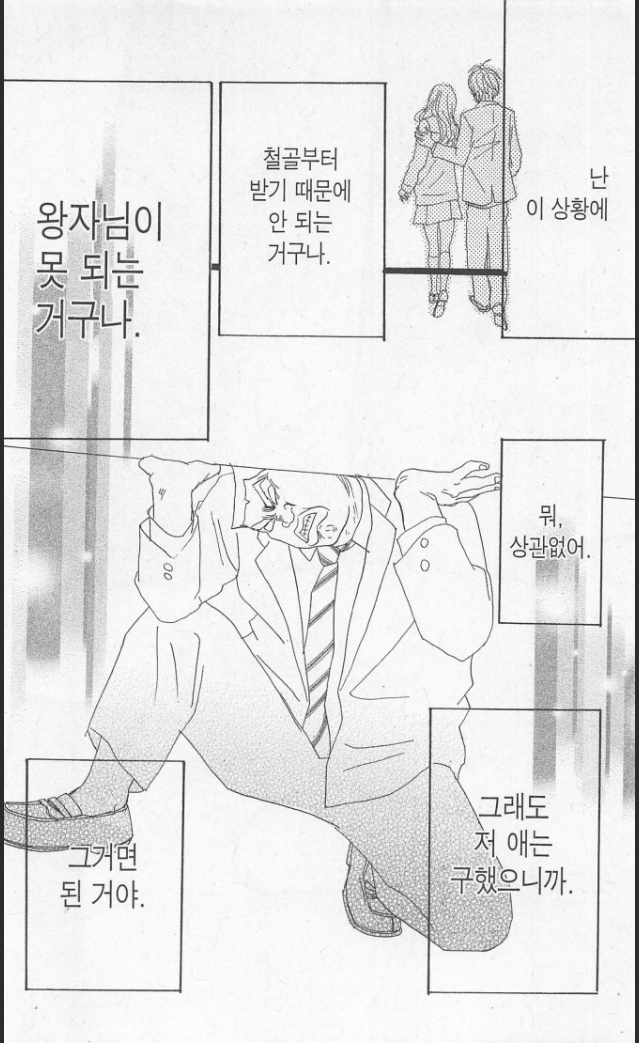 난
이 상황에
철골부터
받기 때문에
안 되는
거구나.
왕자님이
못 되는
거구나.
뭐,
상관없어.
그래도
저 애는
구했으니까.
그거면
된 거야.